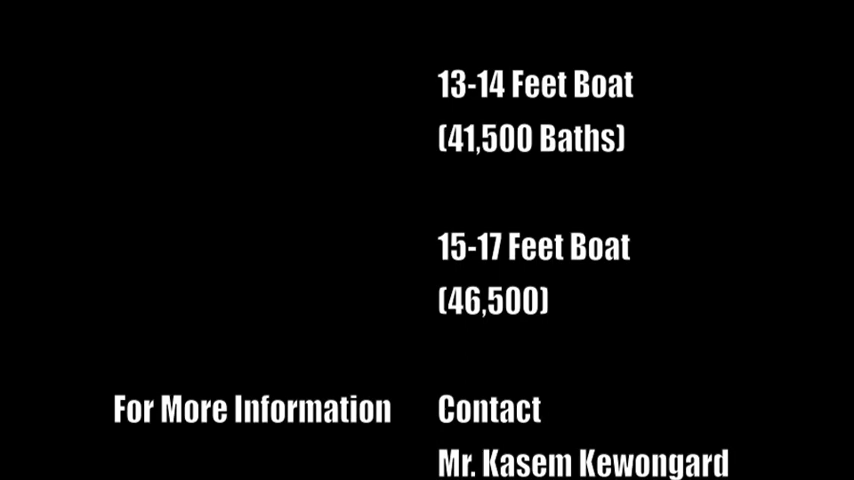 13-14 Feet Boat
(41,500 Baths)
15-17 Feet Boat
(46,500)
For More Information Contact
Mr. Kasem Kewongard